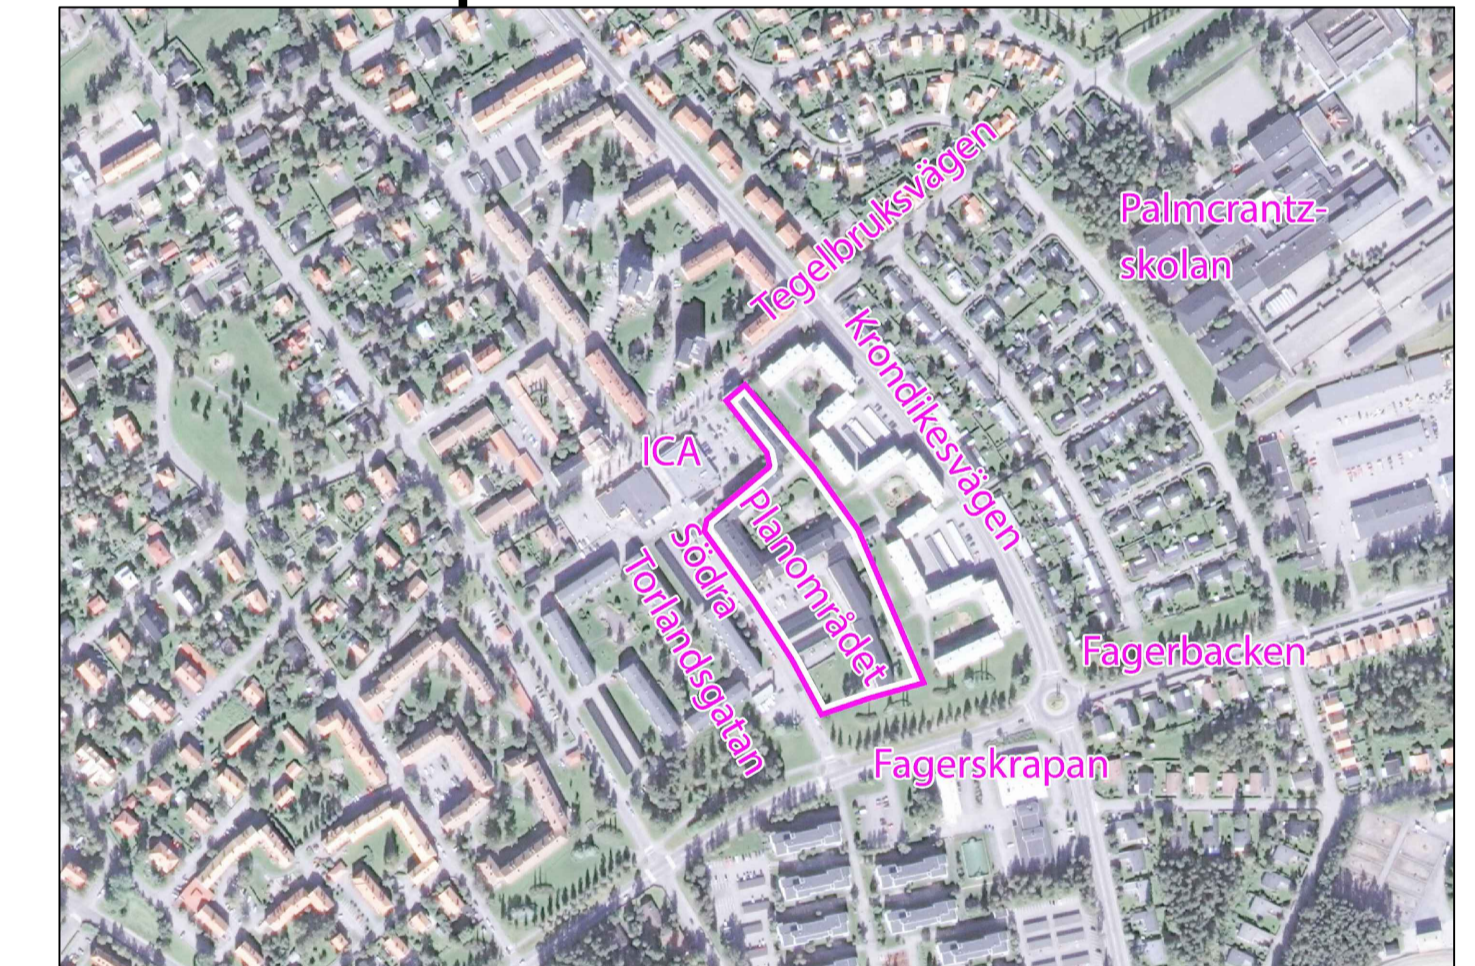 Tegelbruksvägen
Palmcrantz-
skolan
Krondikesvägen
ICA
Planområdet
Södra
Torlandsgatan
Fagerbacken
Fagerskrapan